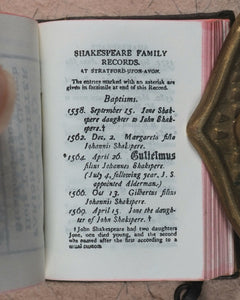 SHAKESPEARE FAMILY
RECORDS.
AT STRATFORD-UPON-AVON.
The entries marked with an asterisk are
given in facsimile at end of this Record.
Baptisms.
1558. September 15. Jone Shak-
spere daughter to John Shak-
spere.†
1562. Dec. 2. Margareta filia
Johannis Shakspere.
*1564. April 26. Gulielmus
filius Johannes Shakspere.
(July 4, following year, J. S.
appointed alderman.)
1566. Oct 13. Gilbertus filius
Johannis Shakspere.
1569. April 15. Jone the daugh-
ter of John Shakspere. †
† John Shakespeare had two daughters
Jone, one died young, and the second
was named after the first according to a
usual custom